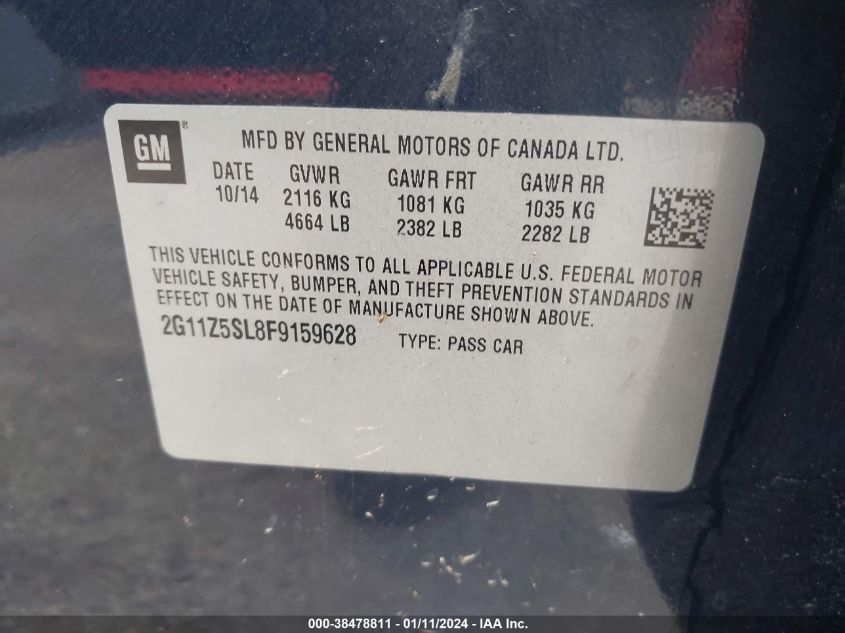 GM ®
MFD BY GENERAL MOTORS OF CANADA LTD.
DATE GVWR GAWR FRT GAWR RR
10/14 2116 KG 1081 KG 1035 KG
4664 LB 2382 LB 2282 LB
THIS VEHICLE CONFORMS TO ALL APPLICABLE U.S. FEDERAL MOTOR
VEHICLE SAFETY, BUMPER, AND THEFT PREVENTION STANDARDS IN
EFFECT ON THE DATE OF MANUFACTURE SHOWN ABOVE.
2G11Z5SL8F9159628 TYPE: PASS CAR
000-38478811 - 01/11/2024 - IAA Inc.